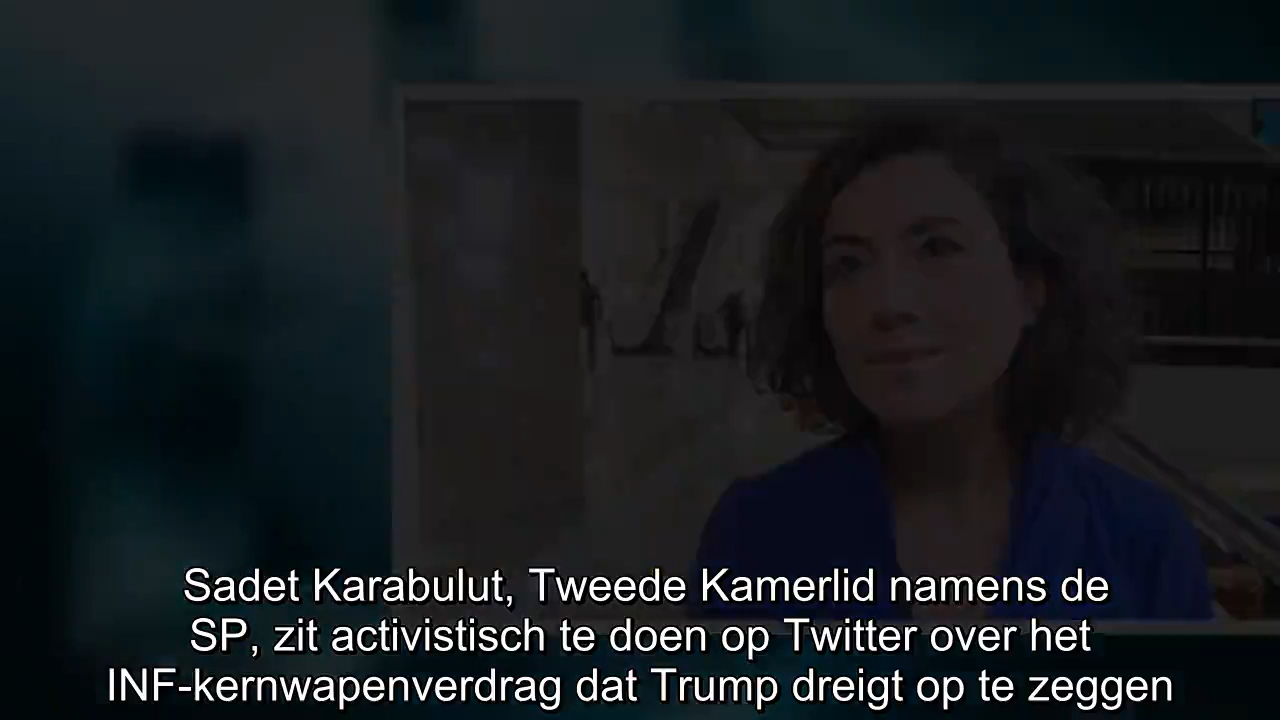 Sadet Karabulut, Tweede Kamerlid namens de
SP, zit activistisch te doen op Twitter over het
INF-kernwapenverdrag dat Trump dreigt op te zeggen